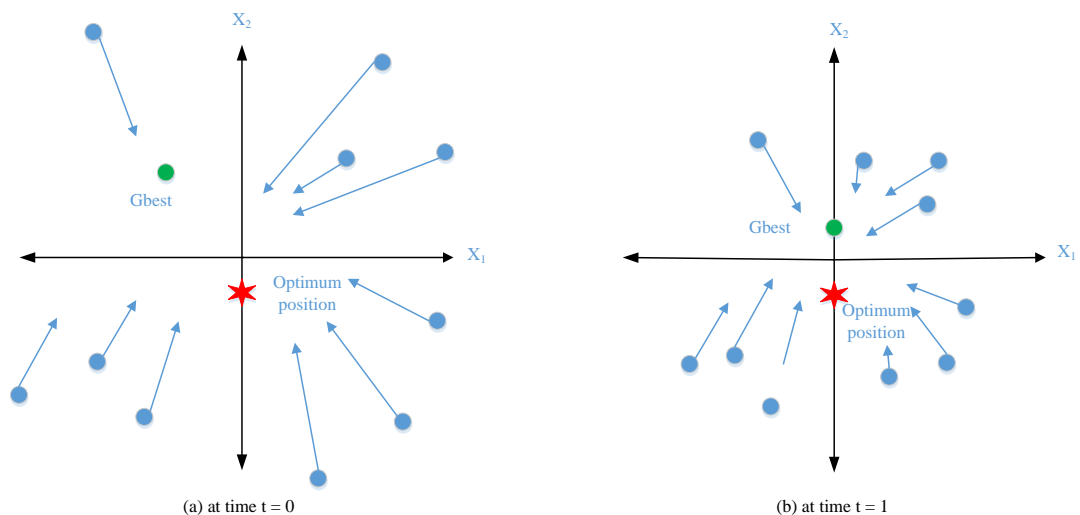 X2
Gbest
X1
Optimum
position
(a) at time t = 0
X2
Gbest
X1
Optimum
position
(b) at time t = 1